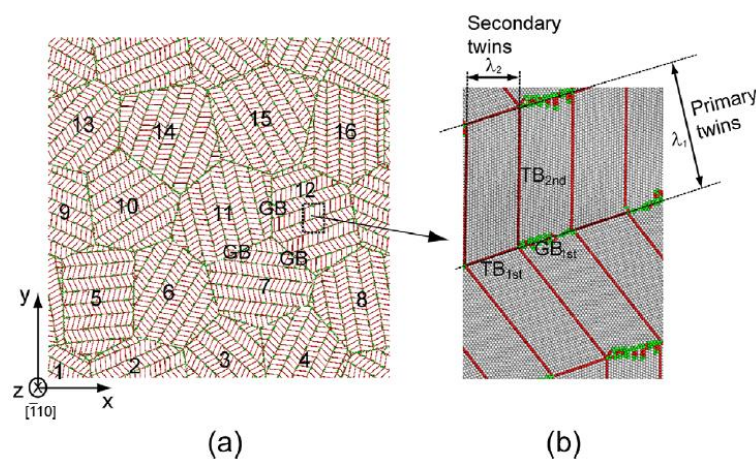 Secondary
twins
λ2
Primary
twins
λ1
13
14
15
16
12
9
10
11
GB
TB2nd
GB
GB
GB1st
TB1st
5
6
7
8
y
1
2
3
4
z
x
[1̅10]
(a)
(b)